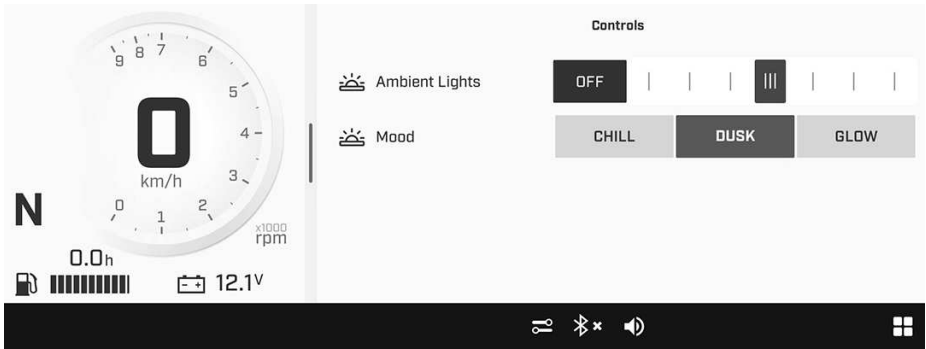 Controls
Ambient Lights OFF
Mood CHILL DUSK GLOW
9 8 7 6
5
4
3
0 1 2
0
km/h
N
x1000
rpm
0.0h
12.1V